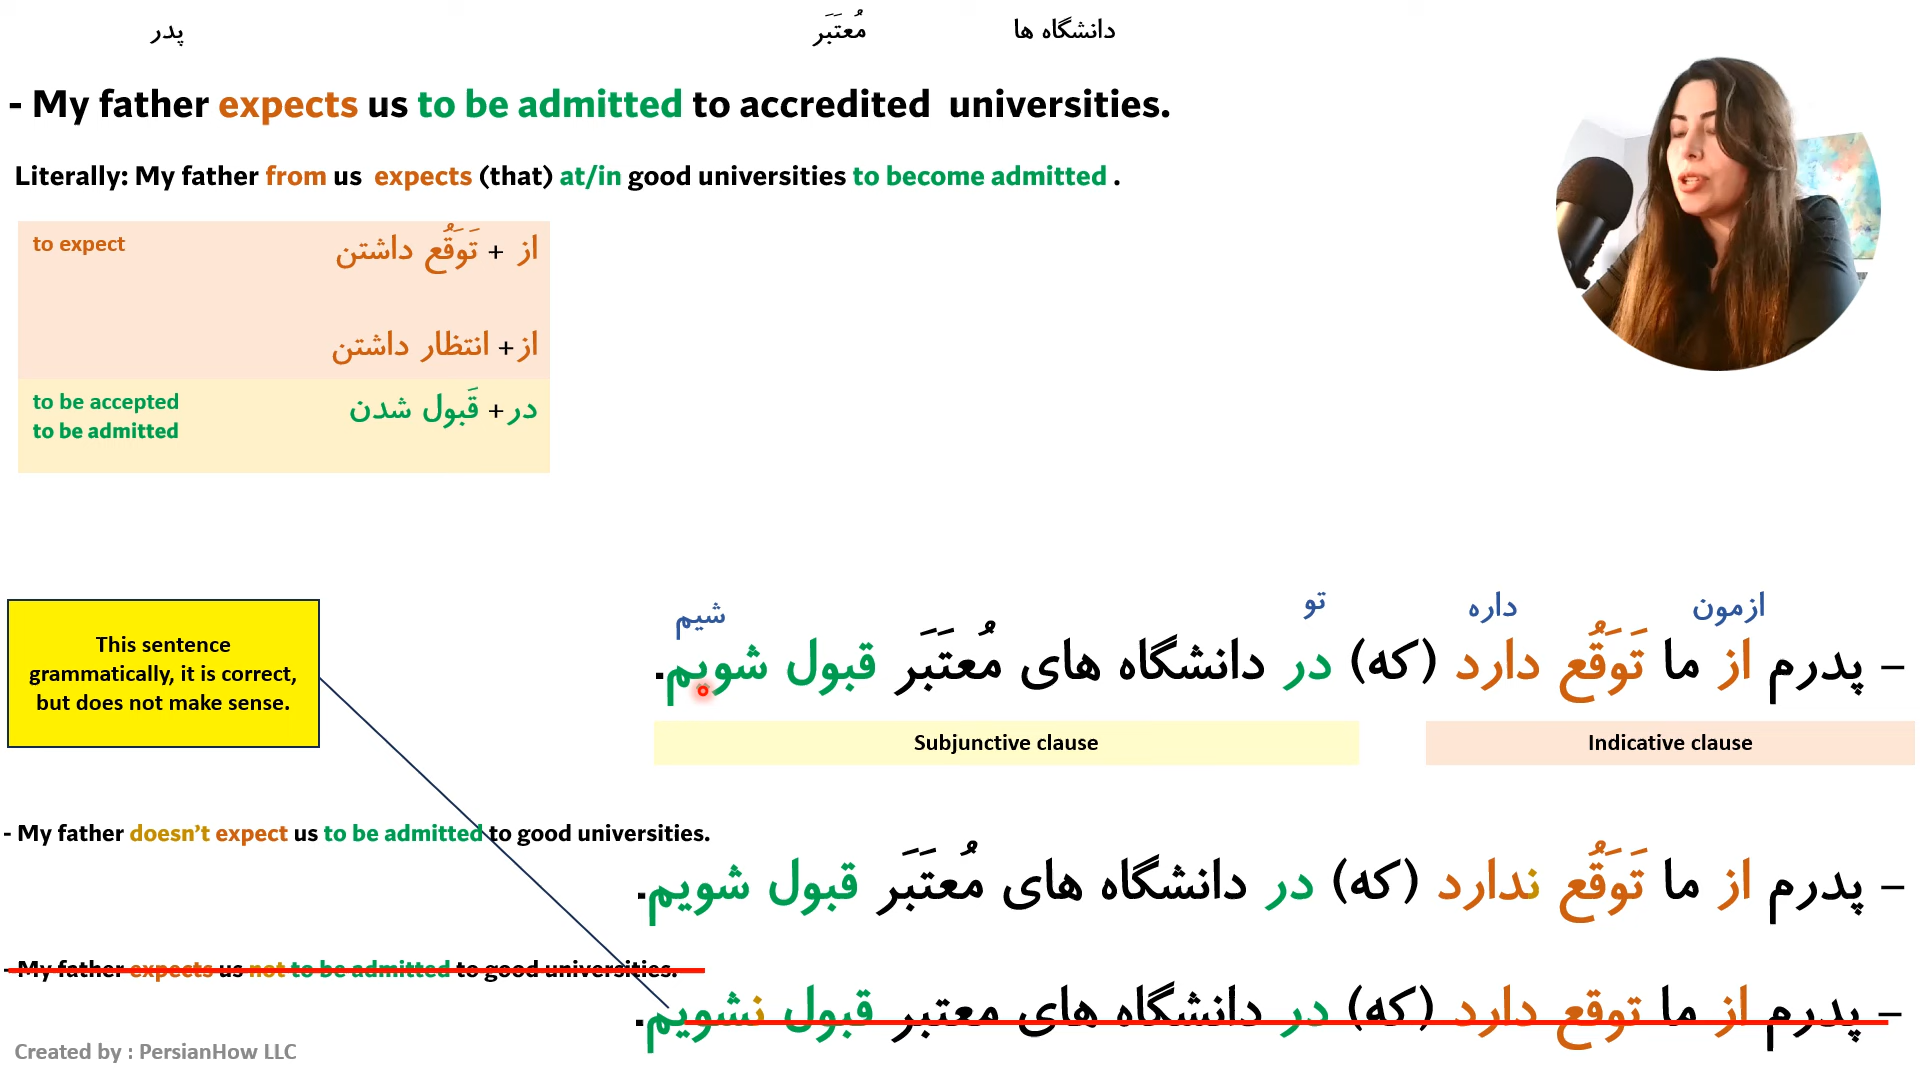 پدر
مُعتَبَر
دانشگاه ها
- My father expects us to be admitted to accredited universities.
Literally: My father from us expects (that) at/in good universities to become admitted .
to expect
از + تَوَقُّع داشتن
از+ انتظار داشتن
to be accepted
to be admitted
در+ قَبول شدن
This sentence
grammatically, it is correct,
but does not make sense.
ازمون
داره
تو
شیم
– پدرم از ما تَوَقُّع دارد (که) در دانشگاه های مُعتَبَر قبول شویم.
Subjunctive clause
Indicative clause
- My father doesn’t expect us to be admitted to good universities.
– پدرم از ما تَوَقُّع ندارد (که) در دانشگاه های مُعتَبَر قبول شویم.
- My father expects us not to be admitted to good universities.
– پدرم از ما توقع دارد (که) در دانشگاه های معتبر قبول نشویم.
Created by : PersianHow LLC